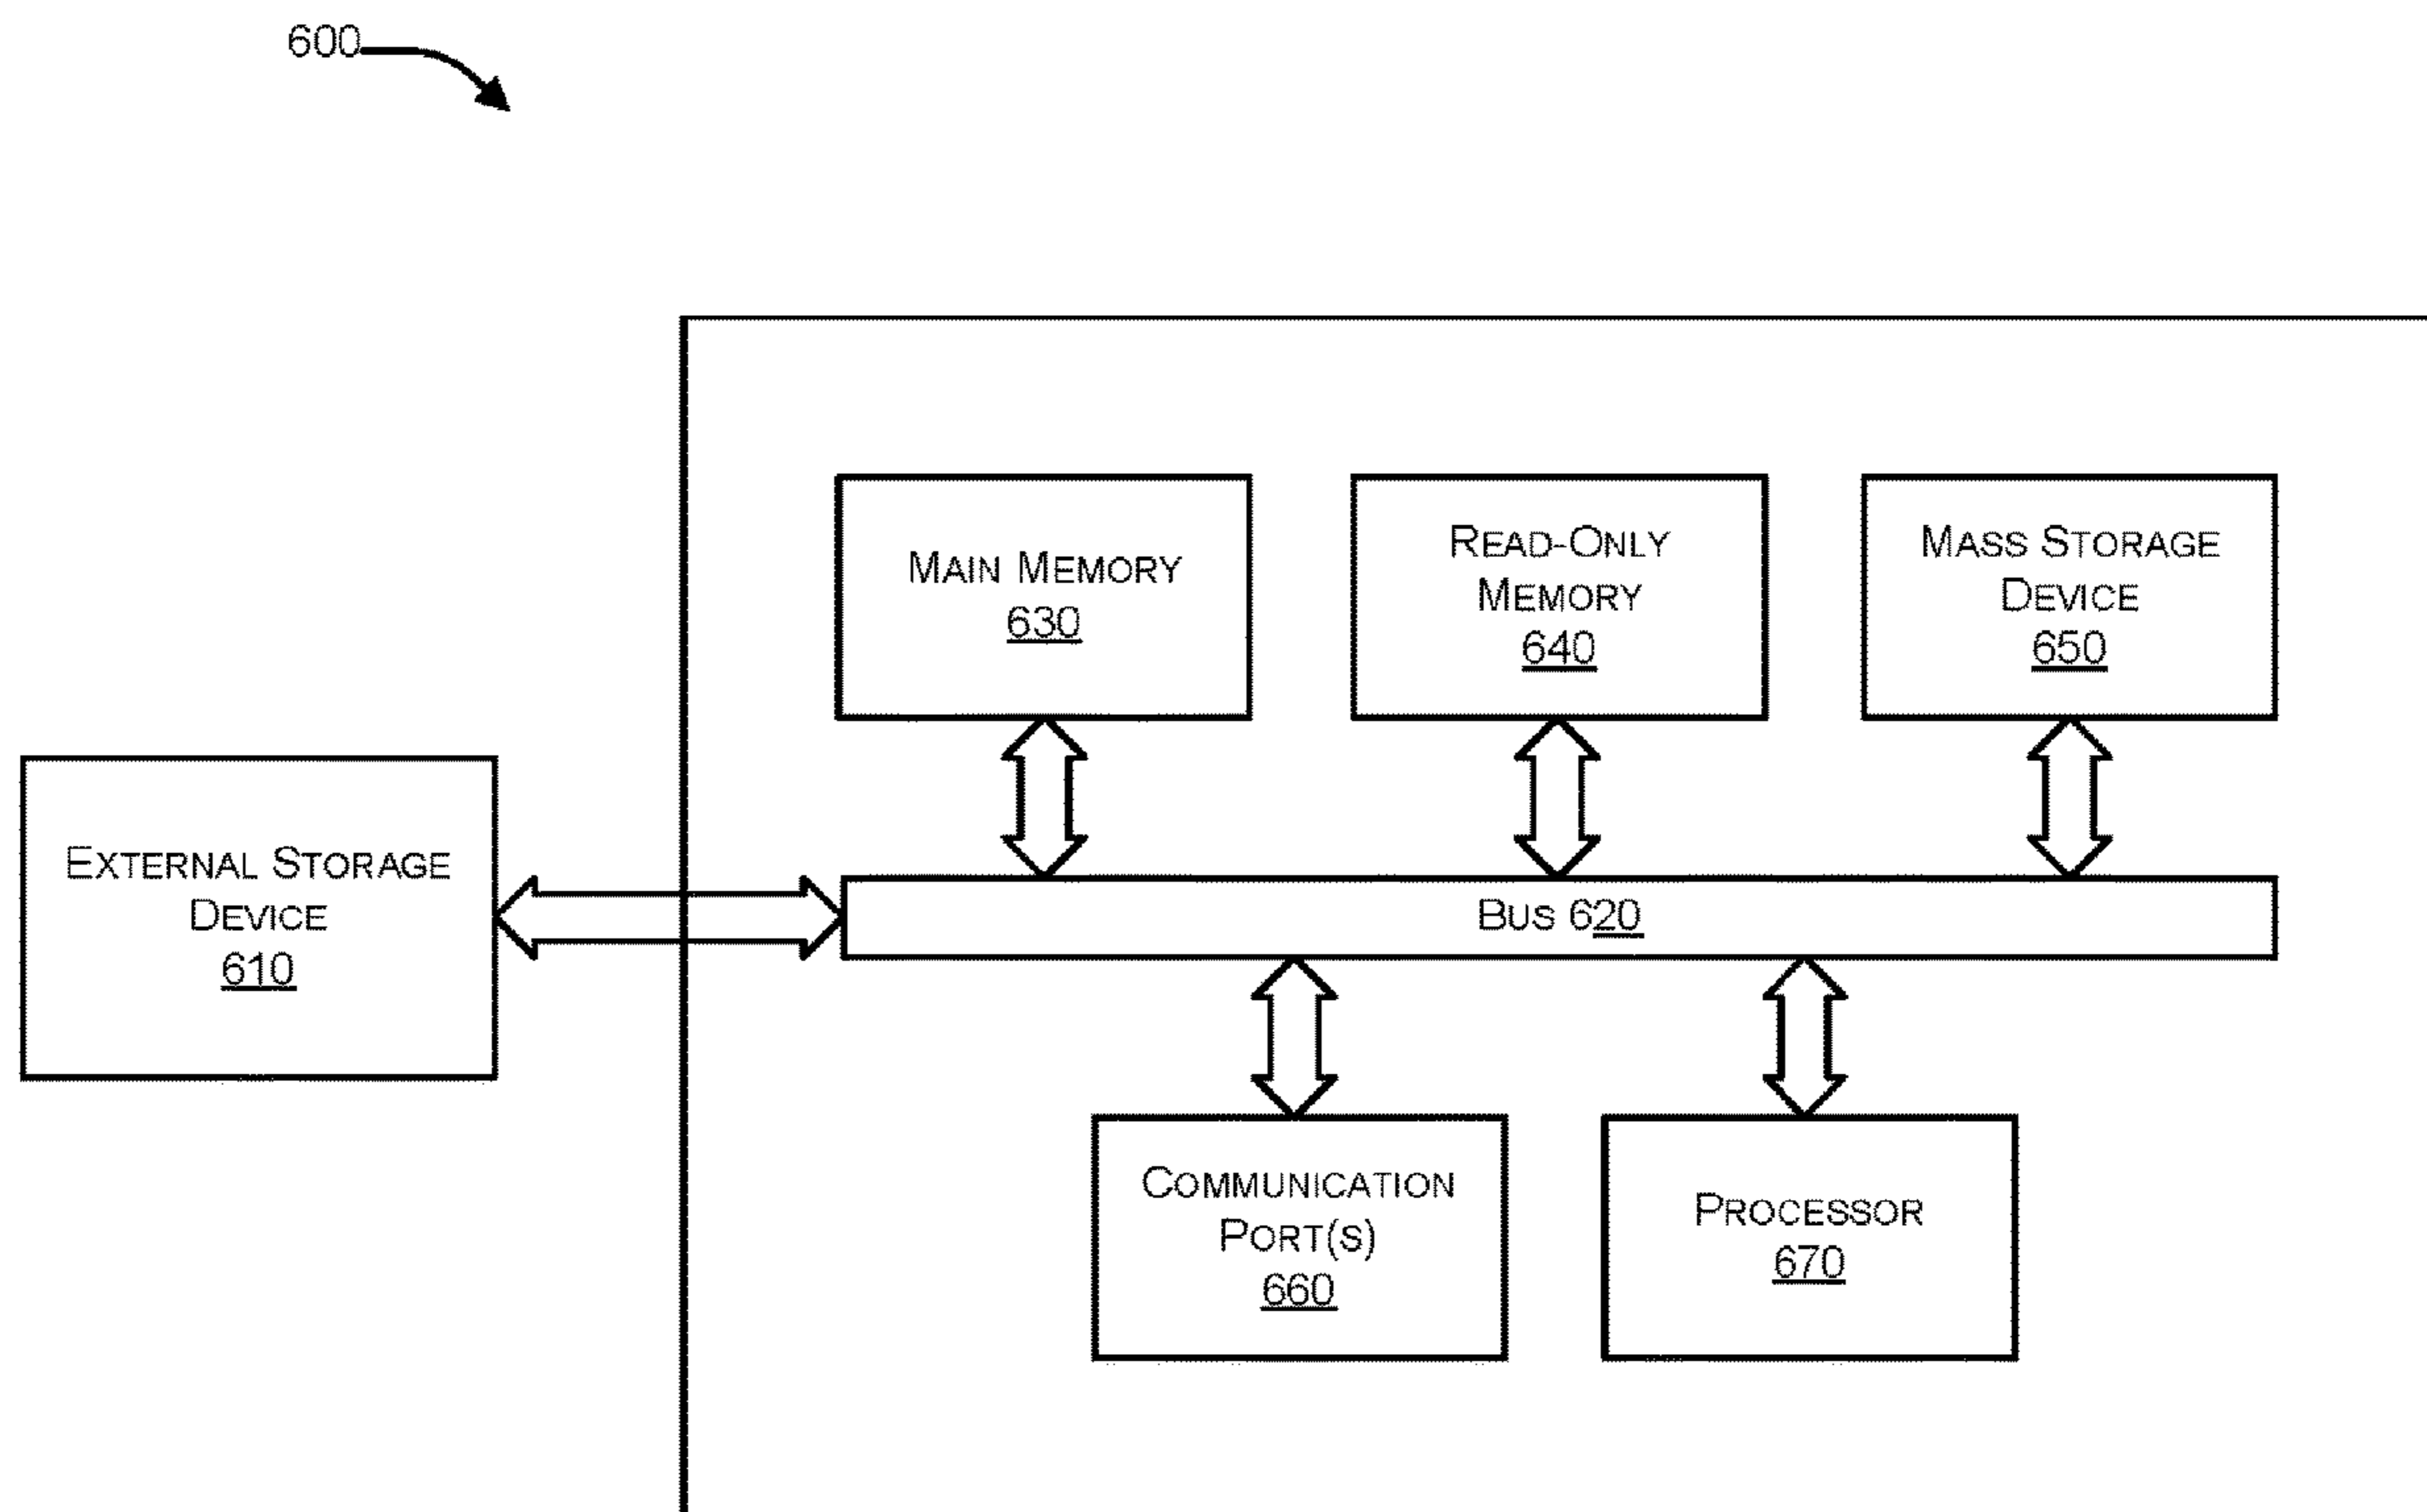 600
MAIN MEMORY
630
READ-ONLY
MEMORY
640
MASS STORAGE
DEVICE
650
EXTERNAL STORAGE
DEVICE
610
BUS 620
COMMUNICATION
PORT(S)
660
PROCESSOR
670